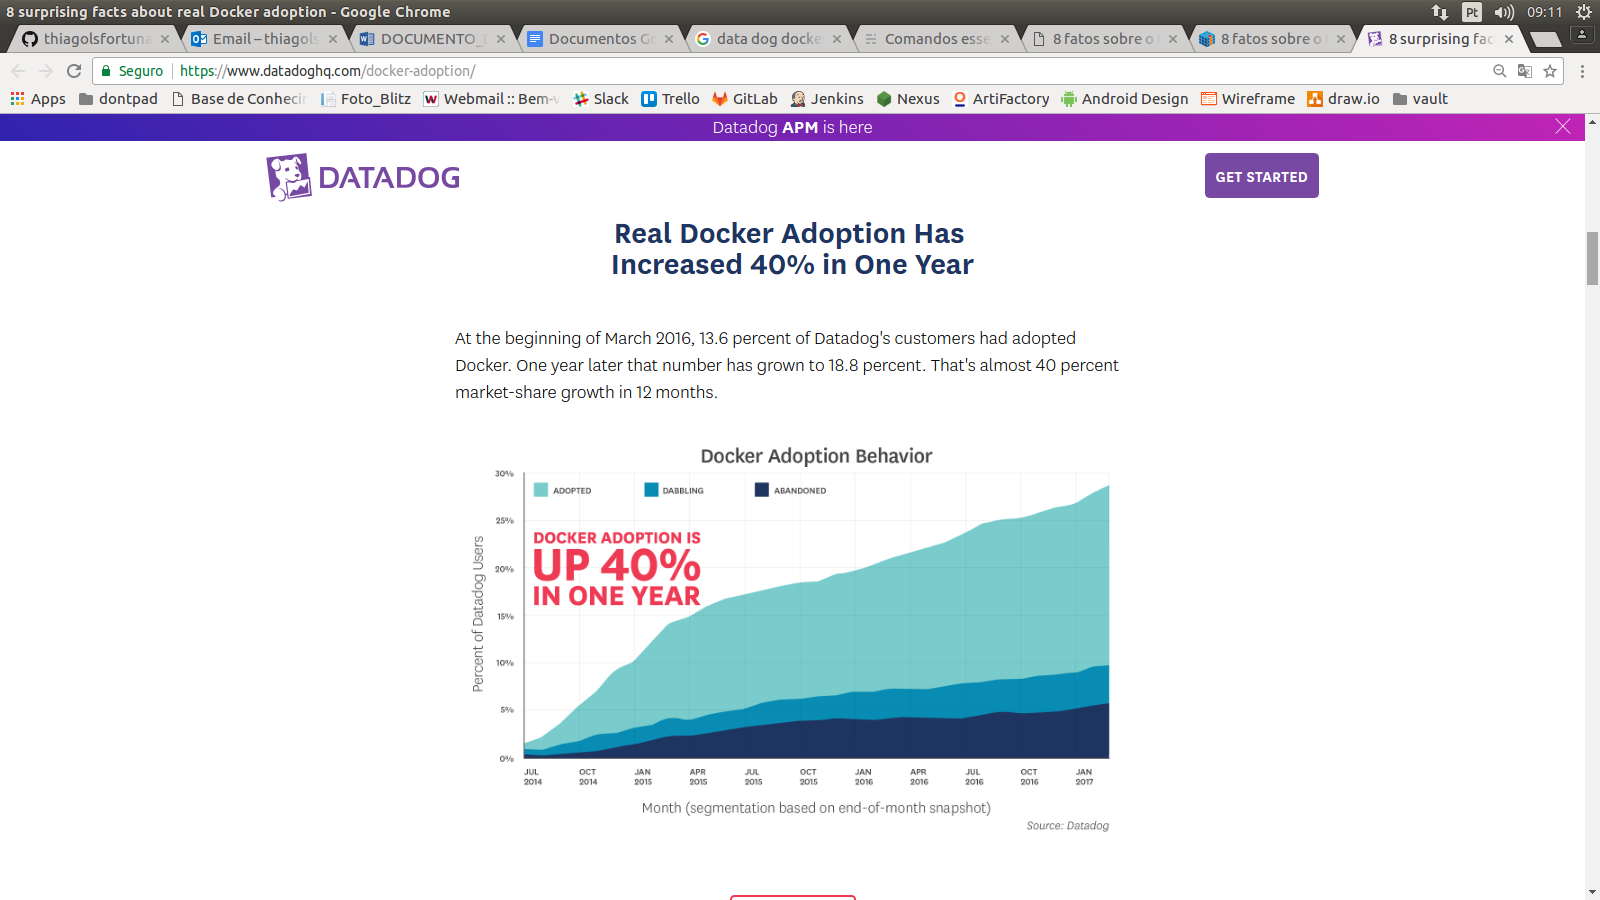 8 surprising facts about real Docker adoption - Google Chrome
Pt
09:11
thiagolsfortuna
Email – thiagols
DOCUMENTO_
Documentos Go
data dog docke
Comandos esse
8 fatos sobre o
8 fatos sobre o
8 surprising fac
Seguro
https://www.datadoghq.com/docker-adoption/
Apps
dontpad
Base de Conheci
Foto_Blitz
Webmail :: Bem-v
Slack
Trello
GitLab
Jenkins
Nexus
ArtiFactory
Android Design
Wireframe
draw.io
vault
Datadog APM is here
DATADOG
GET STARTED
Real Docker Adoption Has
Increased 40% in One Year
At the beginning of March 2016, 13.6 percent of Datadog's customers had adopted
Docker. One year later that number has grown to 18.8 percent. That's almost 40 percent
market-share growth in 12 months.
Docker Adoption Behavior
ADOPTED
DABBLING
ABANDONED
DOCKER ADOPTION IS
UP 40%
IN ONE YEAR
Percent of Datadog Users
30%
25%
20%
15%
10%
5%
0%
JUL 2014
OCT 2014
JAN 2015
APR 2015
JUL 2015
OCT 2015
JAN 2016
APR 2016
JUL 2016
OCT 2016
JAN 2017
Month (segmentation based on end-of-month snapshot)
Source: Datadog